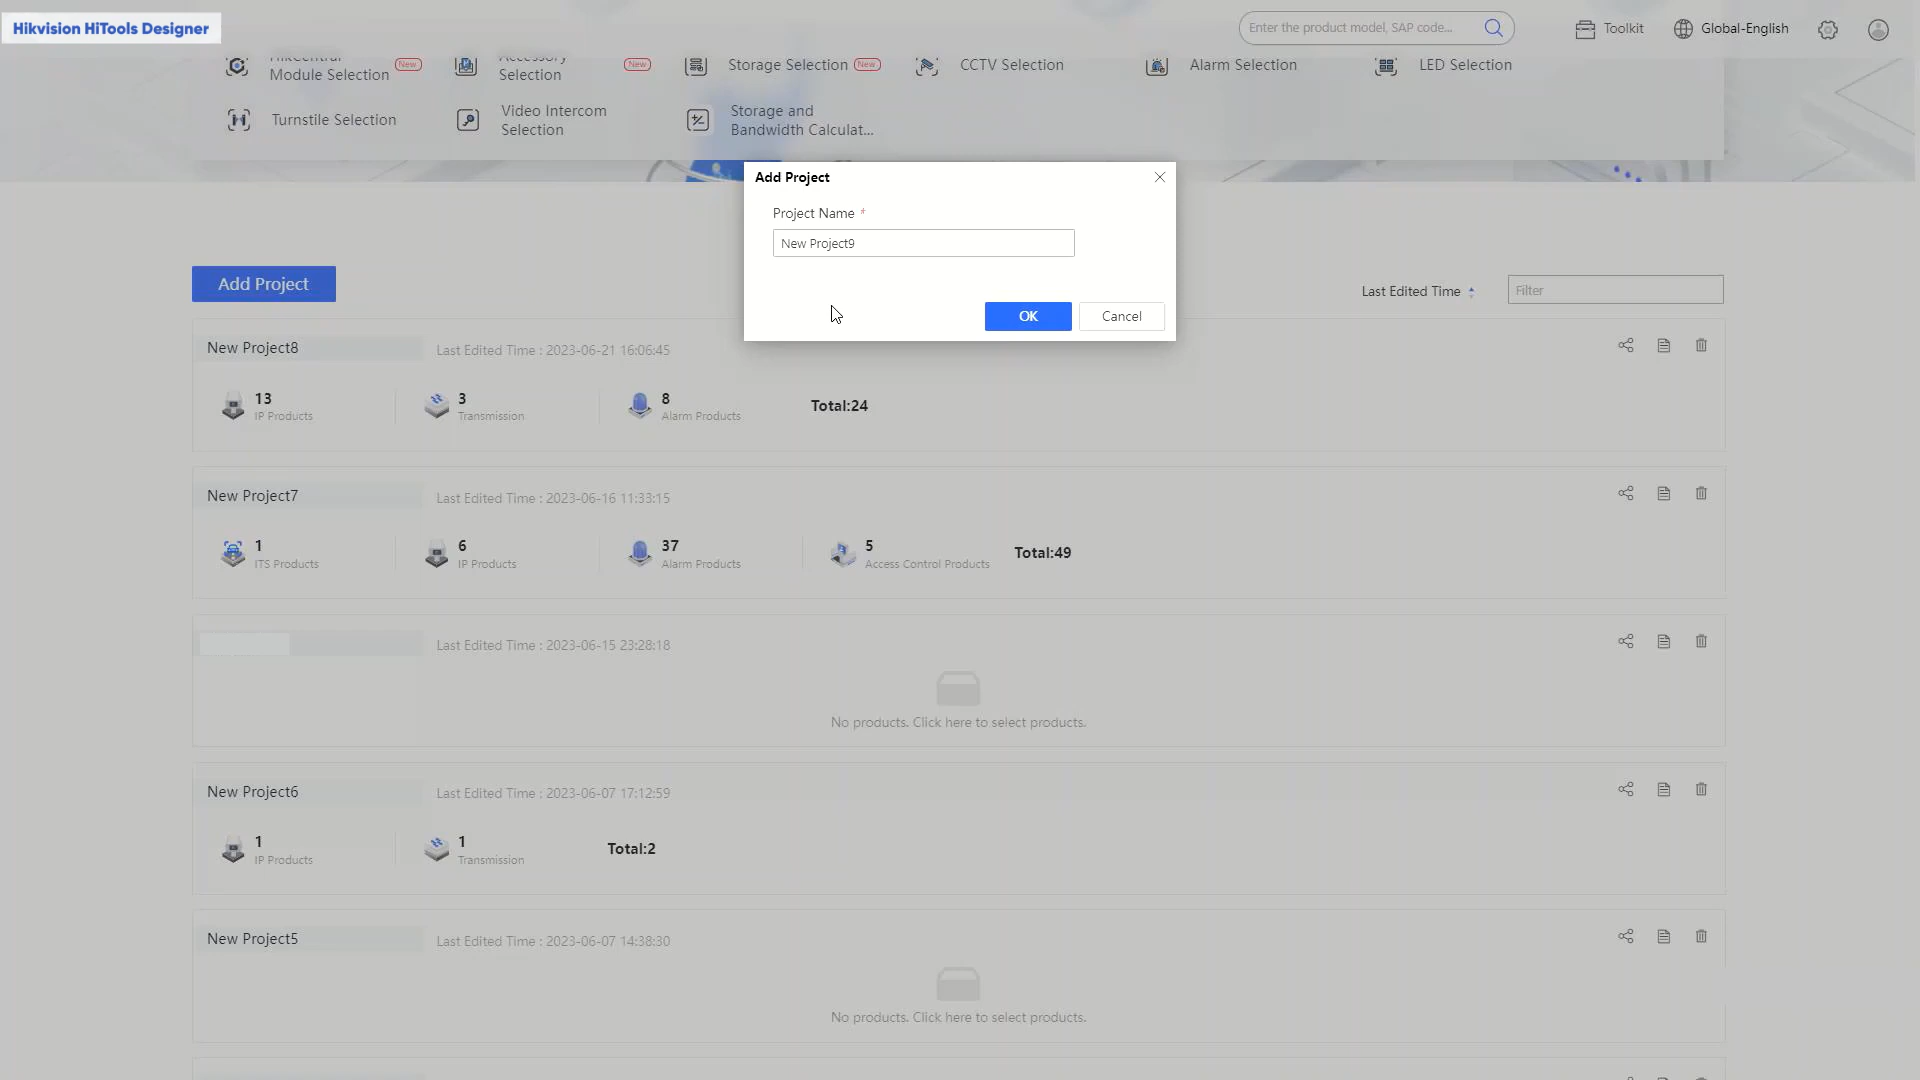 Hikvision HiTools Designer
Enter the product model, SAP code...
Toolkit
Global-English
HikCentral
Module Selection
New
Accessory
Selection
New
Storage Selection
New
CCTV Selection
Alarm Selection
LED Selection
Turnstile Selection
Video Intercom
Selection
Storage and
Bandwidth Calculat...
Add Project
Project Name *
New Project9
OK
Cancel
Add Project
Last Edited Time
Filter
New Project8
Last Edited Time : 2023-06-21 16:06:45
13
IP Products
3
Transmission
8
Alarm Products
Total:24
New Project7
Last Edited Time : 2023-06-16 11:33:15
1
ITS Products
6
IP Products
37
Alarm Products
5
Access Control Products
Total:49
Last Edited Time : 2023-06-15 23:28:18
No products. Click here to select products.
New Project6
Last Edited Time : 2023-06-07 17:12:59
1
IP Products
1
Transmission
Total:2
New Project5
Last Edited Time : 2023-06-07 14:38:30
No products. Click here to select products.